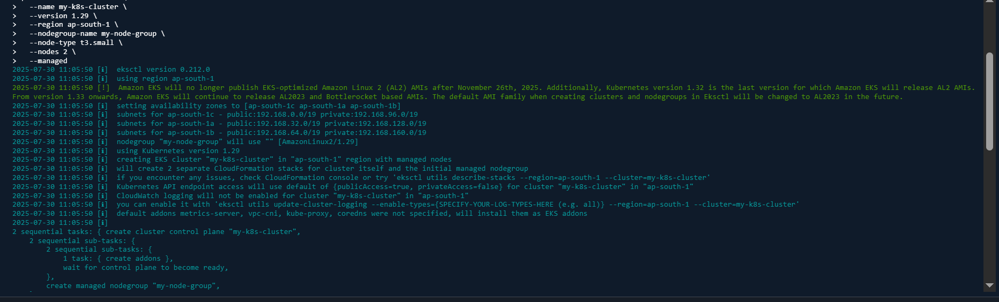 >   --name my-k8s-cluster \
>   --version 1.29 \
>   --region ap-south-1 \
>   --nodegroup-name my-node-group \
>   --node-type t3.small \
>   --nodes 2 \
>   --managed
2025-07-30 11:05:50 [ℹ]  eksctl version 0.212.0
2025-07-30 11:05:50 [ℹ]  using region ap-south-1
2025-07-30 11:05:50 [!]  Amazon EKS will no longer publish EKS-optimized Amazon Linux 2 (AL2) AMIs after November 26th, 2025. Additionally, Kubernetes version 1.32 is the last version for which Amazon EKS will release AL2 AMIs.
From version 1.33 onwards, Amazon EKS will continue to release AL2023 and Bottlerocket based AMIs. The default AMI family when creating clusters and nodegroups in Eksctl will be changed to AL2023 in the future.
2025-07-30 11:05:50 [ℹ]  setting availability zones to [ap-south-1c ap-south-1a ap-south-1b]
2025-07-30 11:05:50 [ℹ]  subnets for ap-south-1c - public:192.168.0.0/19 private:192.168.96.0/19
2025-07-30 11:05:50 [ℹ]  subnets for ap-south-1a - public:192.168.32.0/19 private:192.168.128.0/19
2025-07-30 11:05:50 [ℹ]  subnets for ap-south-1b - public:192.168.64.0/19 private:192.168.160.0/19
2025-07-30 11:05:50 [ℹ]  nodegroup "my-node-group" will use "" [AmazonLinux2/1.29]
2025-07-30 11:05:50 [ℹ]  using Kubernetes version 1.29
2025-07-30 11:05:50 [ℹ]  creating EKS cluster "my-k8s-cluster" in "ap-south-1" region with managed nodes
2025-07-30 11:05:50 [ℹ]  will create 2 separate CloudFormation stacks for cluster itself and the initial managed nodegroup
2025-07-30 11:05:50 [ℹ]  if you encounter any issues, check CloudFormation console or try 'eksctl utils describe-stacks --region=ap-south-1 --cluster=my-k8s-cluster'
2025-07-30 11:05:50 [ℹ]  Kubernetes API endpoint access will use default of {publicAccess=true, privateAccess=false} for cluster "my-k8s-cluster" in "ap-south-1"
2025-07-30 11:05:50 [ℹ]  CloudWatch logging will not be enabled for cluster "my-k8s-cluster" in "ap-south-1"
2025-07-30 11:05:50 [ℹ]  you can enable it with 'eksctl utils update-cluster-logging --enable-types={SPECIFY-YOUR-LOG-TYPES-HERE (e.g. all)} --region=ap-south-1 --cluster=my-k8s-cluster'
2025-07-30 11:05:50 [ℹ]  default addons metrics-server, vpc-cni, kube-proxy, coredns were not specified, will install them as EKS addons
2025-07-30 11:05:50 [ℹ]
2 sequential tasks: { create cluster control plane "my-k8s-cluster",
    2 sequential sub-tasks: {
        2 sequential sub-tasks: {
            1 task: { create addons },
            wait for control plane to become ready,
        },
        create managed nodegroup "my-node-group",